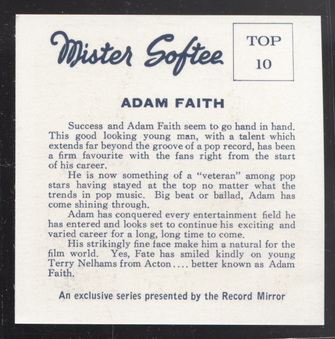 Mister Softee
TOP
10
ADAM FAITH
Success and Adam Faith seem to go hand in hand.
This good looking young man, with a talent which
extends far beyond the groove of a pop record, has been
a firm favourite with the fans right from the start
of his career.
He is now something of a "veteran" among pop
stars having stayed at the top no matter what the
trends in pop music. Big beat or ballad, Adam has
come shining through.
Adam has conquered every entertainment field he
has entered and looks set to continue his exciting and
varied career for a long, long time to come.
His strikingly fine face make him a natural for the
film world. Yes, Fate has smiled kindly on young
Terry Nelhams from Acton.... better known as Adam
Faith.
An exclusive series presented by the Record Mirror